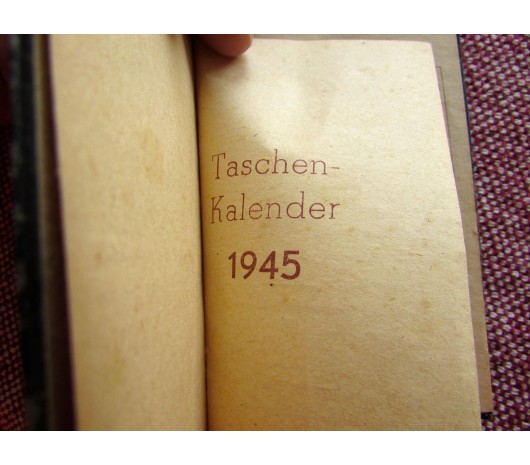 Taschen-
Kalender
1945